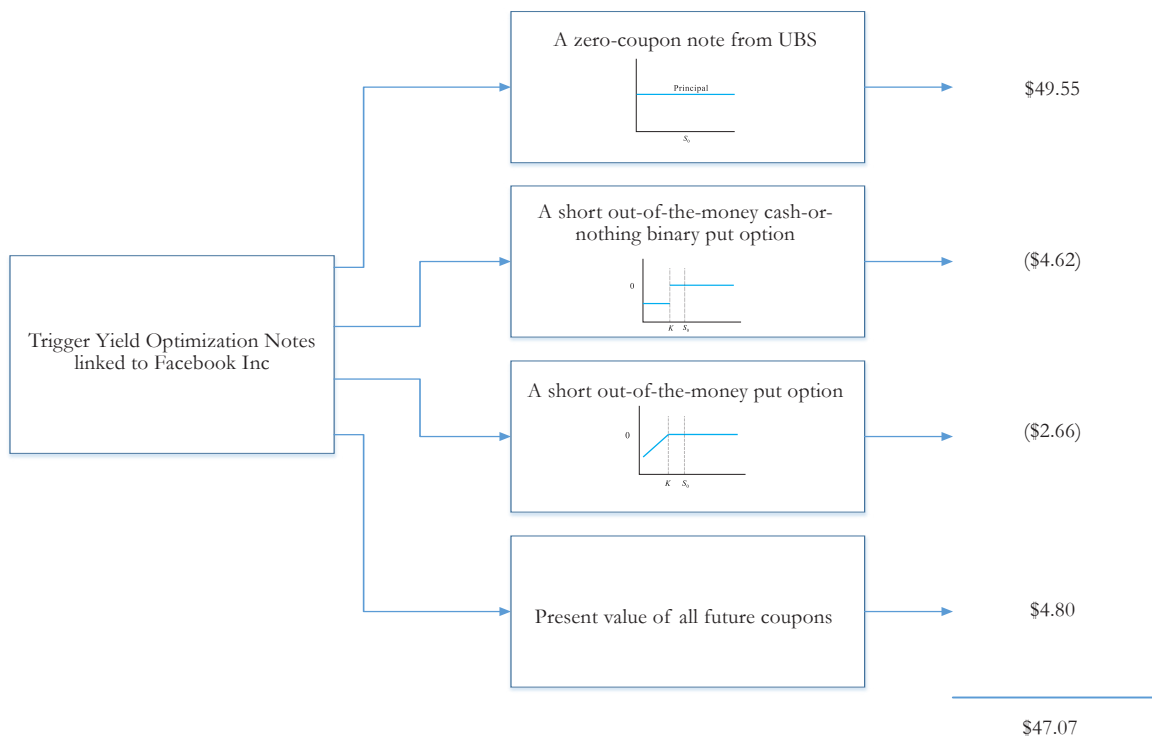 A zero-coupon note from UBS
Principal
S₀
$49.55
A short out-of-the-money cash-or-
nothing binary put option
0
K S₀
($4.62)
Trigger Yield Optimization Notes
linked to Facebook Inc
A short out-of-the-money put option
0
K S₀
($2.66)
Present value of all future coupons
$4.80
$47.07